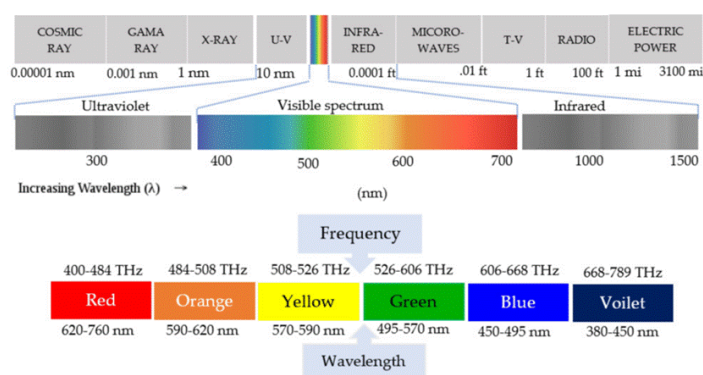 COSMIC RAY GAMA RAY X-RAY U-V INFRA-RED MICORO-WAVES T-V RADIO ELECTRIC POWER
0.00001 nm 0.001 nm 1 nm 10 nm 0.0001 ft .01 ft 1 ft 100 ft 1 mi 3100 mi
Ultraviolet Visible spectrum Infrared
300 400 500 600 700 1000 1500
Increasing Wavelength (λ) →
(nm)
Frequency
400-484 THz 484-508 THz 508-526 THz 526-606 THz 606-668 THz 668-789 THz
Red Orange Yellow Green Blue Voilet
620-760 nm 590-620 nm 570-590 nm 495-570 nm 450-495 nm 380-450 nm
Wavelength